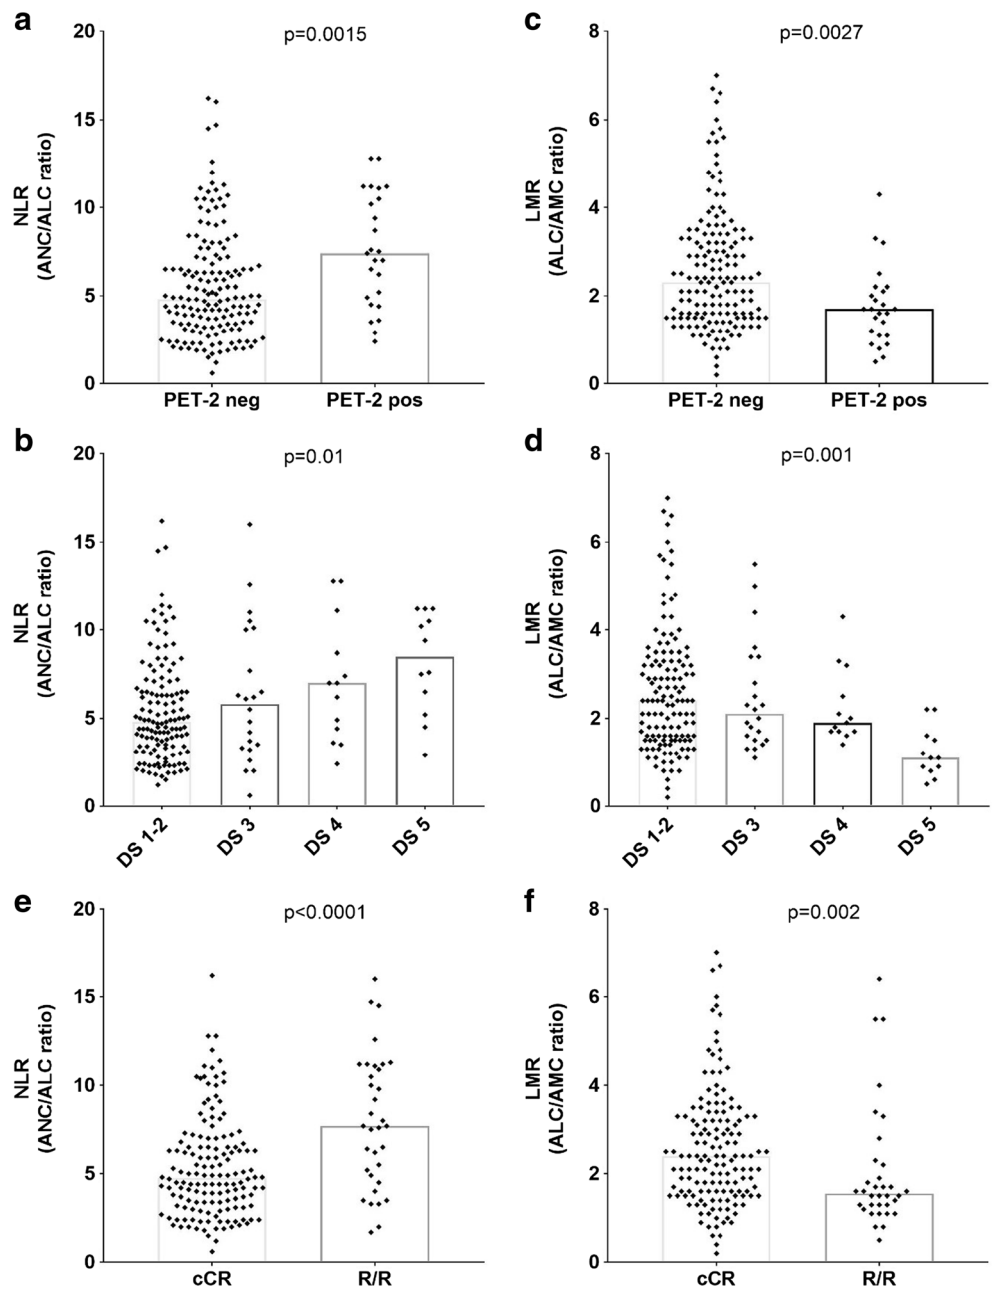 a
p=0.0015
NLR
(ANC/ALC ratio)
20
15
10
5
0
PET-2 neg
PET-2 pos
c
p=0.0027
LMR
(ALC/AMC ratio)
8
6
4
2
0
PET-2 neg
PET-2 pos
b
p=0.01
NLR
(ANC/ALC ratio)
20
15
10
5
0
DS 1-2
DS 3
DS 4
DS 5
d
p=0.001
LMR
(ALC/AMC ratio)
8
6
4
2
0
DS 1-2
DS 3
DS 4
DS 5
e
p<0.0001
NLR
(ANC/ALC ratio)
20
15
10
5
0
cCR
R/R
f
p=0.002
LMR
(ALC/AMC ratio)
8
6
4
2
0
cCR
R/R